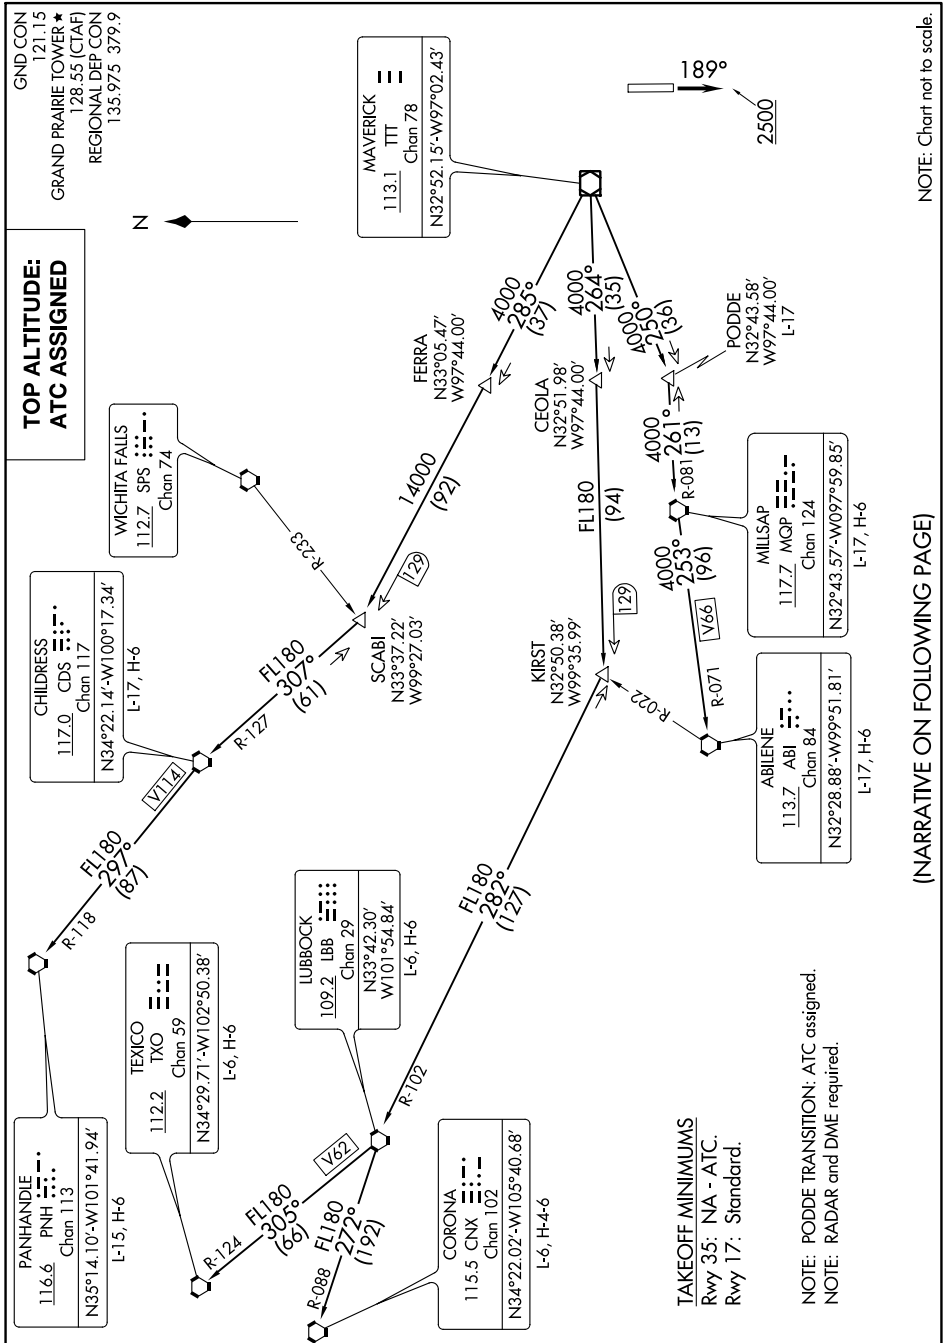 GND CON
121.15
GRAND PRAIRIE TOWER★
128.55 (CTAF)
REGIONAL DEP CON
135.975 379.9
TOP ALTITUDE:
ATC ASSIGNED
N
189°
2500
NOTE: Chart not to scale.
MAVERICK
113.1 TTT
Chan 78
N32°52.15'-W97°02.43'
4000
285°
(37)
4000
264°
(35)
4000
250°
(36)
FERRA
N33°05.47'
W97°44.00'
CEOLA
N32°51.98'
W97°44.00'
PODDE
N32°43.58'
W97°44.00'
L-17
4000
261°
(13)
R-081
MILLSAP
117.7 MQP
Chan 124
N32°43.57'-W097°59.85'
L-17, H-6
4000
253°
(96)
V66
R-071
ABILENE
113.7 ABI
Chan 84
N32°28.88'-W99°51.81'
L-17, H-6
R-022
FL180
(94)
129
KIRST
N32°50.38'
W99°35.99'
14000
(92)
129
SCABI
N33°37.22'
W99°27.03'
WICHITA FALLS
112.7 SPS
Chan 74
R-233
FL180
307°
(61)
R-127
CHILDRESS
117.0 CDS
Chan 117
N34°22.14'-W100°17.34'
L-17, H-6
V114
FL180
297°
(87)
R-118
PANHANDLE
116.6 PNH
Chan 113
N35°14.10'-W101°41.94'
L-15, H-6
FL180
282°
(127)
R-102
LUBBOCK
109.2 LBB
Chan 29
N33°42.30'
W101°54.84'
L-6, H-6
V62
FL180
305°
(66)
R-124
TEXICO
112.2 TXO
Chan 59
N34°29.71'-W102°50.38'
L-6, H-6
FL180
272°
(192)
R-088
CORONA
115.5 CNX
Chan 102
N34°22.02'-W105°40.68'
L-6, H-4-6
TAKEOFF MINIMUMS
Rwy 35: NA - ATC.
Rwy 17: Standard.
NOTE: PODDE TRANSITION: ATC assigned.
NOTE: RADAR and DME required.
(NARRATIVE ON FOLLOWING PAGE)